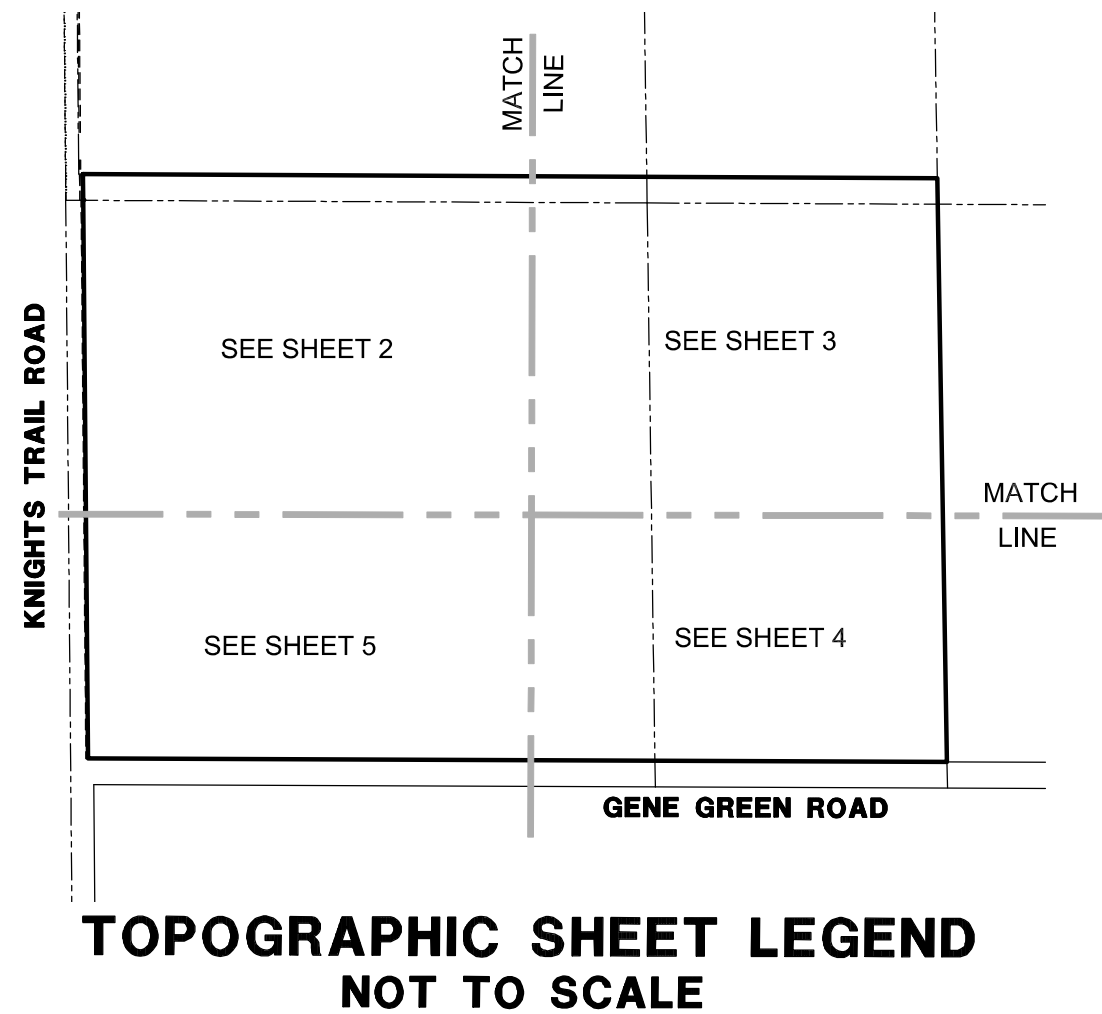 MATCH
LINE
SEE SHEET 2
SEE SHEET 3
KNIGHTS TRAIL ROAD
MATCH
LINE
SEE SHEET 5
SEE SHEET 4
GENE GREEN ROAD
TOPOGRAPHIC SHEET LEGEND
NOT TO SCALE